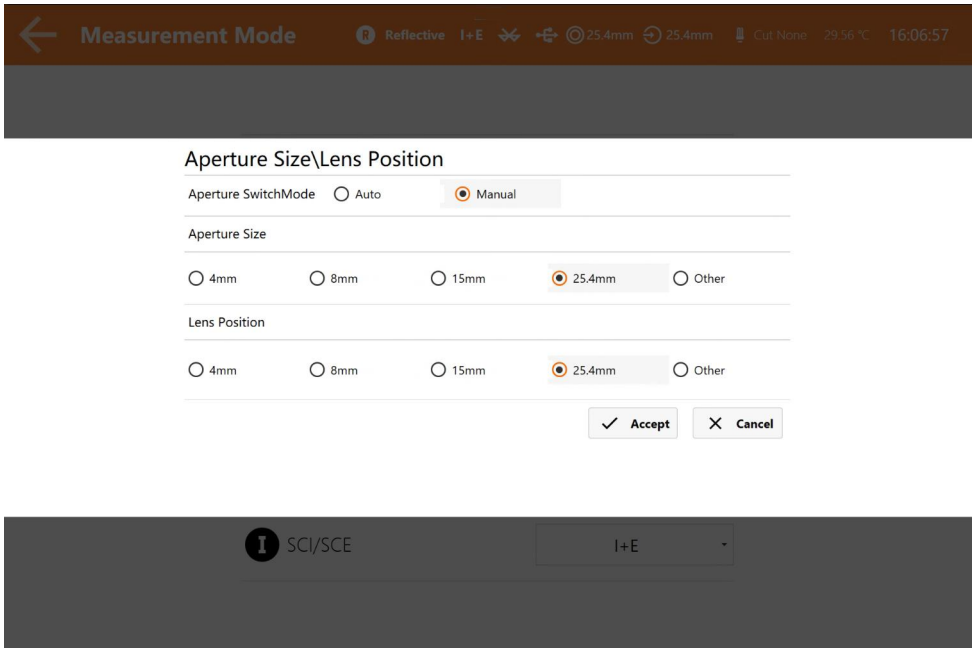 Measurement Mode R Reflective I+E 25.4mm 25.4mm Cut None 29.56 ℃ 16:06:57
Aperture Size\Lens Position
Aperture SwitchMode Auto Manual
Aperture Size
4mm 8mm 15mm 25.4mm Other
Lens Position
4mm 8mm 15mm 25.4mm Other
Accept Cancel
I SCI/SCE I+E